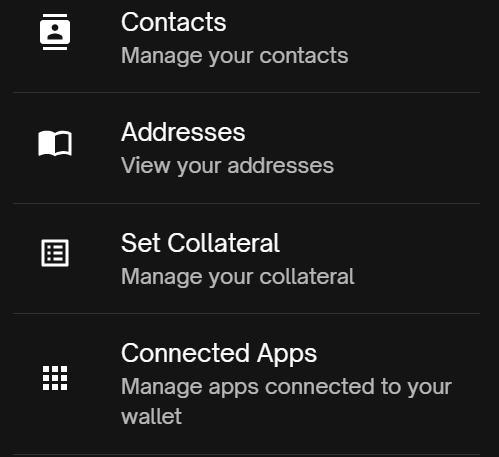 Contacts
Manage your contacts
Addresses
View your addresses
Set Collateral
Manage your collateral
Connected Apps
Manage apps connected to your
wallet